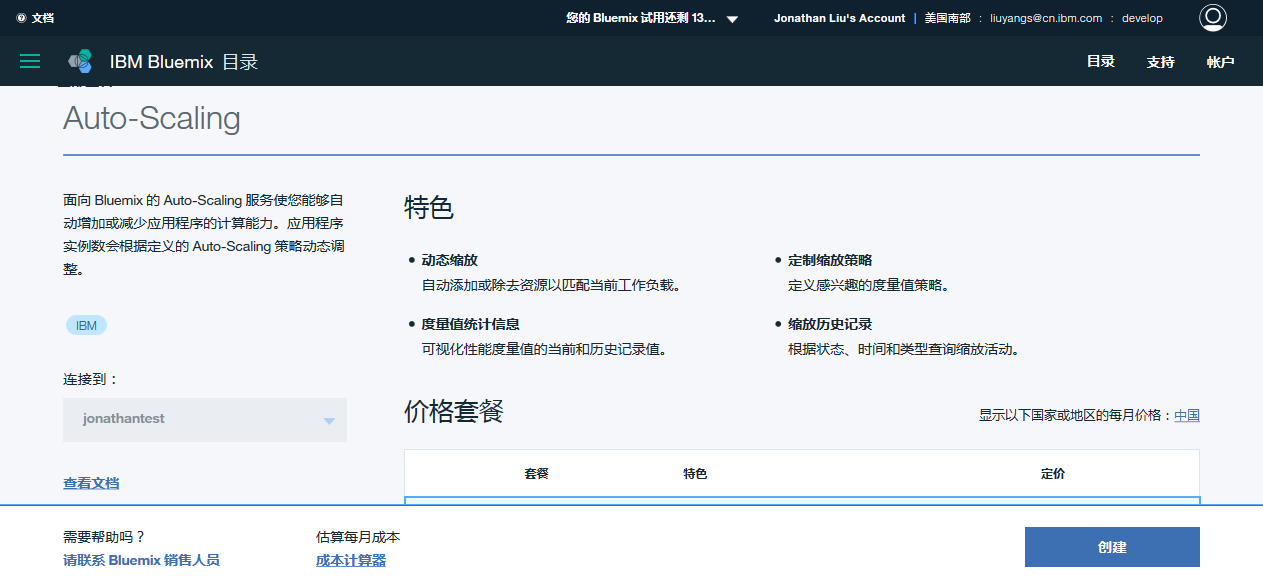 文档
您的 Bluemix 试用还剩 13...
Jonathan Liu's Account | 美国南部 : liuyangs@cn.ibm.com : develop
IBM Bluemix 目录
目录 支持 帐户
Auto-Scaling
面向 Bluemix 的 Auto-Scaling 服务使您能够自
动增加或减少应用程序的计算能力。应用程序
实例数会根据定义的 Auto-Scaling 策略动态调
整。
IBM
连接到：
jonathantest
查看文档
特色
动态缩放
自动添加或除去资源以匹配当前工作负载。
定制缩放策略
定义感兴趣的度量值策略。
度量值统计信息
可视化性能度量值的当前和历史记录值。
缩放历史记录
根据状态、时间和类型查询缩放活动。
价格套餐
显示以下国家或地区的每月价格：中国
套餐 特色 定价
需要帮助吗？
请联系 Bluemix 销售人员
估算每月成本
成本计算器
创建